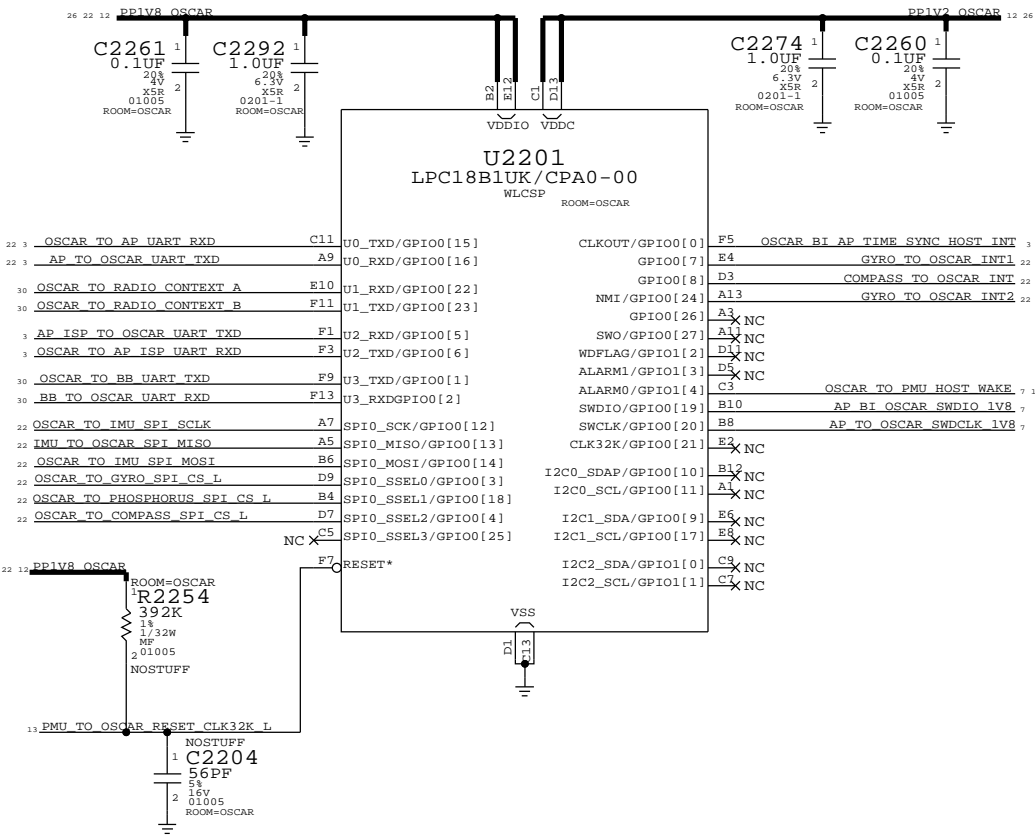 26 22 12 PP1V8_OSCAR
PP1V2_OSCAR 12 26
C2261 1
0.1UF
20%
4V 2
X5R
01005
ROOM=OSCAR
C2292 1
1.0UF
20%
6.3V 2
X5R
0201-1
ROOM=OSCAR
C2274 1
1.0UF
20%
6.3V 2
X5R
0201-1
ROOM=OSCAR
C2260 1
0.1UF
20%
4V 2
X5R
01005
ROOM=OSCAR
B2 E12 C1 D13
VDDIO VDDC
U2201
LPC18B1UK/CPA0-00
WLCSP
ROOM=OSCAR
22 3 OSCAR_TO_AP_UART_RXD C11 U0_TXD/GPIO0[15]
22 3 AP_TO_OSCAR_UART_TXD A9 U0_RXD/GPIO0[16]
30 OSCAR_TO_RADIO_CONTEXT_A E10 U1_RXD/GPIO0[22]
30 OSCAR_TO_RADIO_CONTEXT_B F11 U1_TXD/GPIO0[23]
3 AP_ISP_TO_OSCAR_UART_TXD F1 U2_RXD/GPIO0[5]
3 OSCAR_TO_AP_ISP_UART_RXD F3 U2_TXD/GPIO0[6]
30 OSCAR_TO_BB_UART_TXD F9 U3_TXD/GPIO0[1]
30 BB_TO_OSCAR_UART_RXD F13 U3_RXDGPIO0[2]
22 OSCAR_TO_IMU_SPI_SCLK A7 SPI0_SCK/GPIO0[12]
22 IMU_TO_OSCAR_SPI_MISO A5 SPI0_MISO/GPIO0[13]
22 OSCAR_TO_IMU_SPI_MOSI B6 SPI0_MOSI/GPIO0[14]
22 OSCAR_TO_GYRO_SPI_CS_L D9 SPI0_SSEL0/GPIO0[3]
22 OSCAR_TO_PHOSPHORUS_SPI_CS_L B4 SPI0_SSEL1/GPIO0[18]
22 OSCAR_TO_COMPASS_SPI_CS_L D7 SPI0_SSEL2/GPIO0[4]
NC C5 SPI0_SSEL3/GPIO0[25]
F7 RESET*
CLKOUT/GPIO0[0] F5 OSCAR_BI_AP_TIME_SYNC_HOST_INT 3
GPIO0[7] E4 GYRO_TO_OSCAR_INT1 22
GPIO0[8] D3 COMPASS_TO_OSCAR_INT 22
NMI/GPIO0[24] A13 GYRO_TO_OSCAR_INT2 22
GPIO0[26] A3 NC
SWO/GPIO0[27] A11 NC
WDFLAG/GPIO1[2] D11 NC
ALARM1/GPIO1[3] D5 NC
ALARM0/GPIO1[4] C3 OSCAR_TO_PMU_HOST_WAKE 7 1
SWDIO/GPIO0[19] B10 AP_BI_OSCAR_SWDIO_1V8 7
SWCLK/GPIO0[20] B8 AP_TO_OSCAR_SWDCLK_1V8 7
CLK32K/GPIO0[21] E2 NC
I2C0_SDAP/GPIO0[10] B12 NC
I2C0_SCL/GPIO0[11] A1 NC
I2C1_SDA/GPIO0[9] E6 NC
I2C1_SCL/GPIO0[17] E8 NC
I2C2_SDA/GPIO1[0] C9 NC
I2C2_SCL/GPIO1[1] C7 NC
VSS
D1 C13
22 12 PP1V8_OSCAR
ROOM=OSCAR
1 R2254
392K
1%
1/32W
MF
2 01005
NOSTUFF
13 PMU_TO_OSCAR_RESET_CLK32K_L
NOSTUFF
1 C2204
56PF
5%
2 16V
01005
ROOM=OSCAR